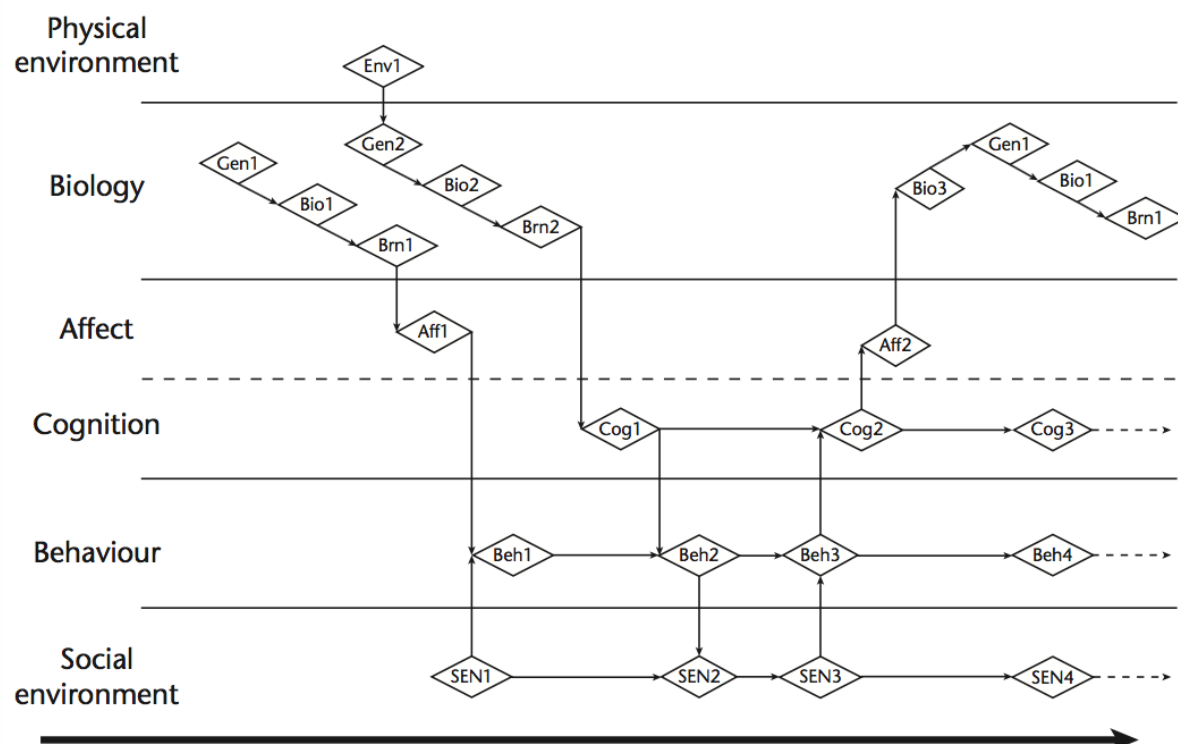 Physical
environment
Env1
Biology
Gen1
Bio1
Brn1
Gen2
Bio2
Brn2
Bio3
Gen1
Bio1
Brn1
Affect
Aff1
Aff2
Cognition
Cog1
Cog2
Cog3
Behaviour
Beh1
Beh2
Beh3
Beh4
Social
environment
SEN1
SEN2
SEN3
SEN4